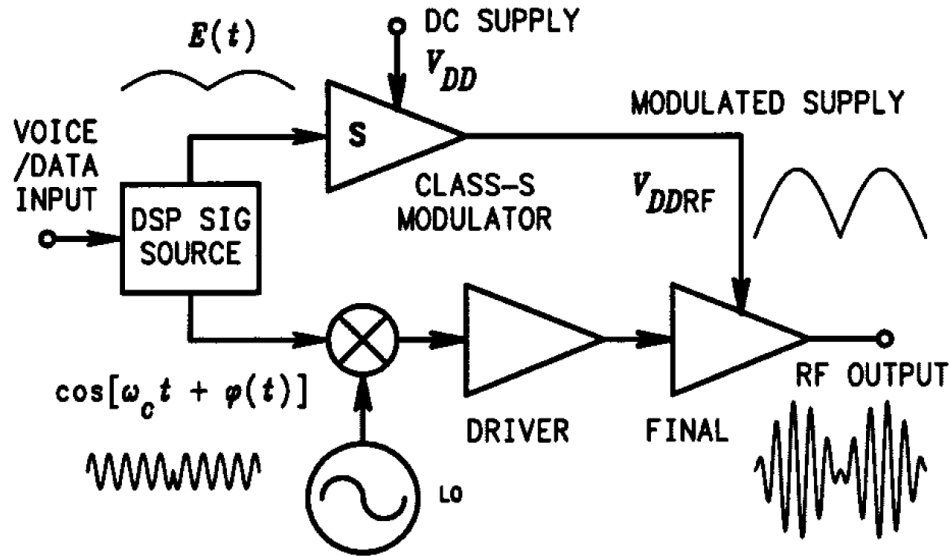 E(t)
DC SUPPLY
V_DD
MODULATED SUPPLY
VOICE
/DATA
INPUT
S
CLASS-S
MODULATOR
V_DDRF
DSP SIG
SOURCE
cos[ω_c t + φ(t)]
DRIVER
FINAL
RF OUTPUT
LO